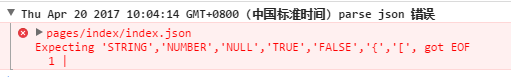 Thu Apr 20 2017 10:04:14 GMT+0800 (中国标准时间) parse json 错误
pages/index/index.json
Expecting 'STRING','NUMBER','NULL','TRUE','FALSE','{','[', got EOF
1 |